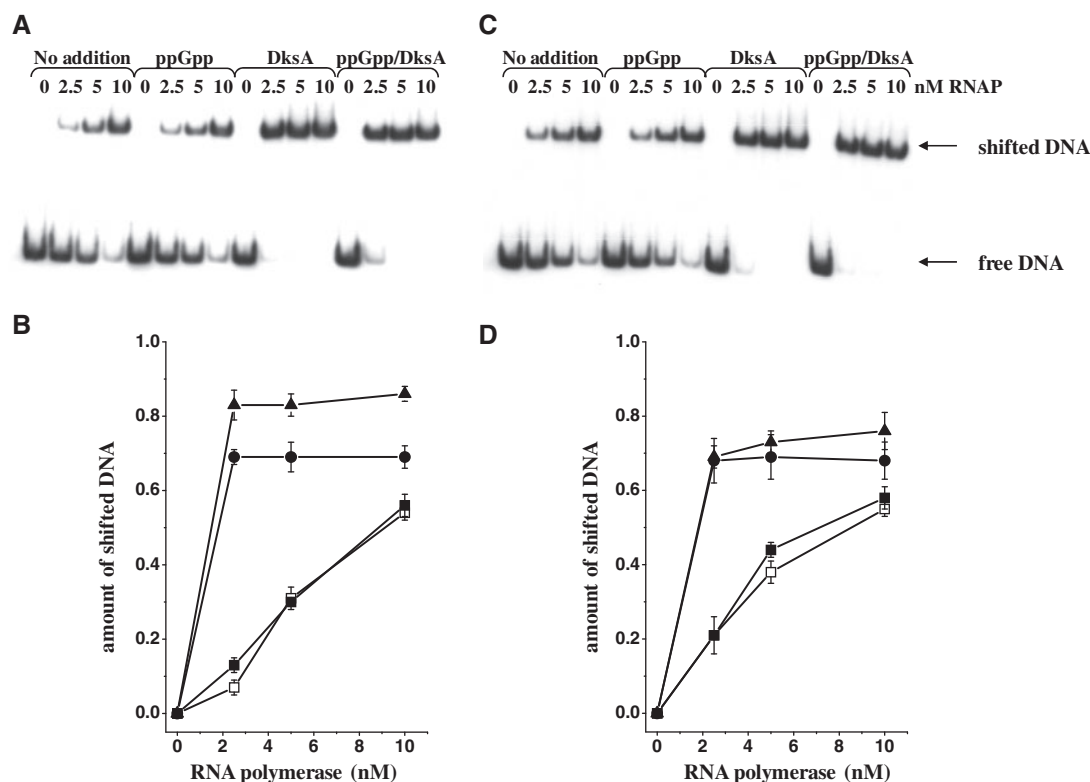 A
No addition ppGpp DksA ppGpp/DksA
0 2.5 5 10 0 2.5 5 10 0 2.5 5 10 0 2.5 5 10 nM RNAP
C
No addition ppGpp DksA ppGpp/DksA
0 2.5 5 10 0 2.5 5 10 0 2.5 5 10 0 2.5 5 10
shifted DNA
free DNA
B
1.0
0.8
0.6
0.4
0.2
0.0
amount of shifted DNA
0 2 4 6 8 10
RNA polymerase (nM)
D
1.0
0.8
0.6
0.4
0.2
0.0
amount of shifted DNA
0 2 4 6 8 10
RNA polymerase (nM)